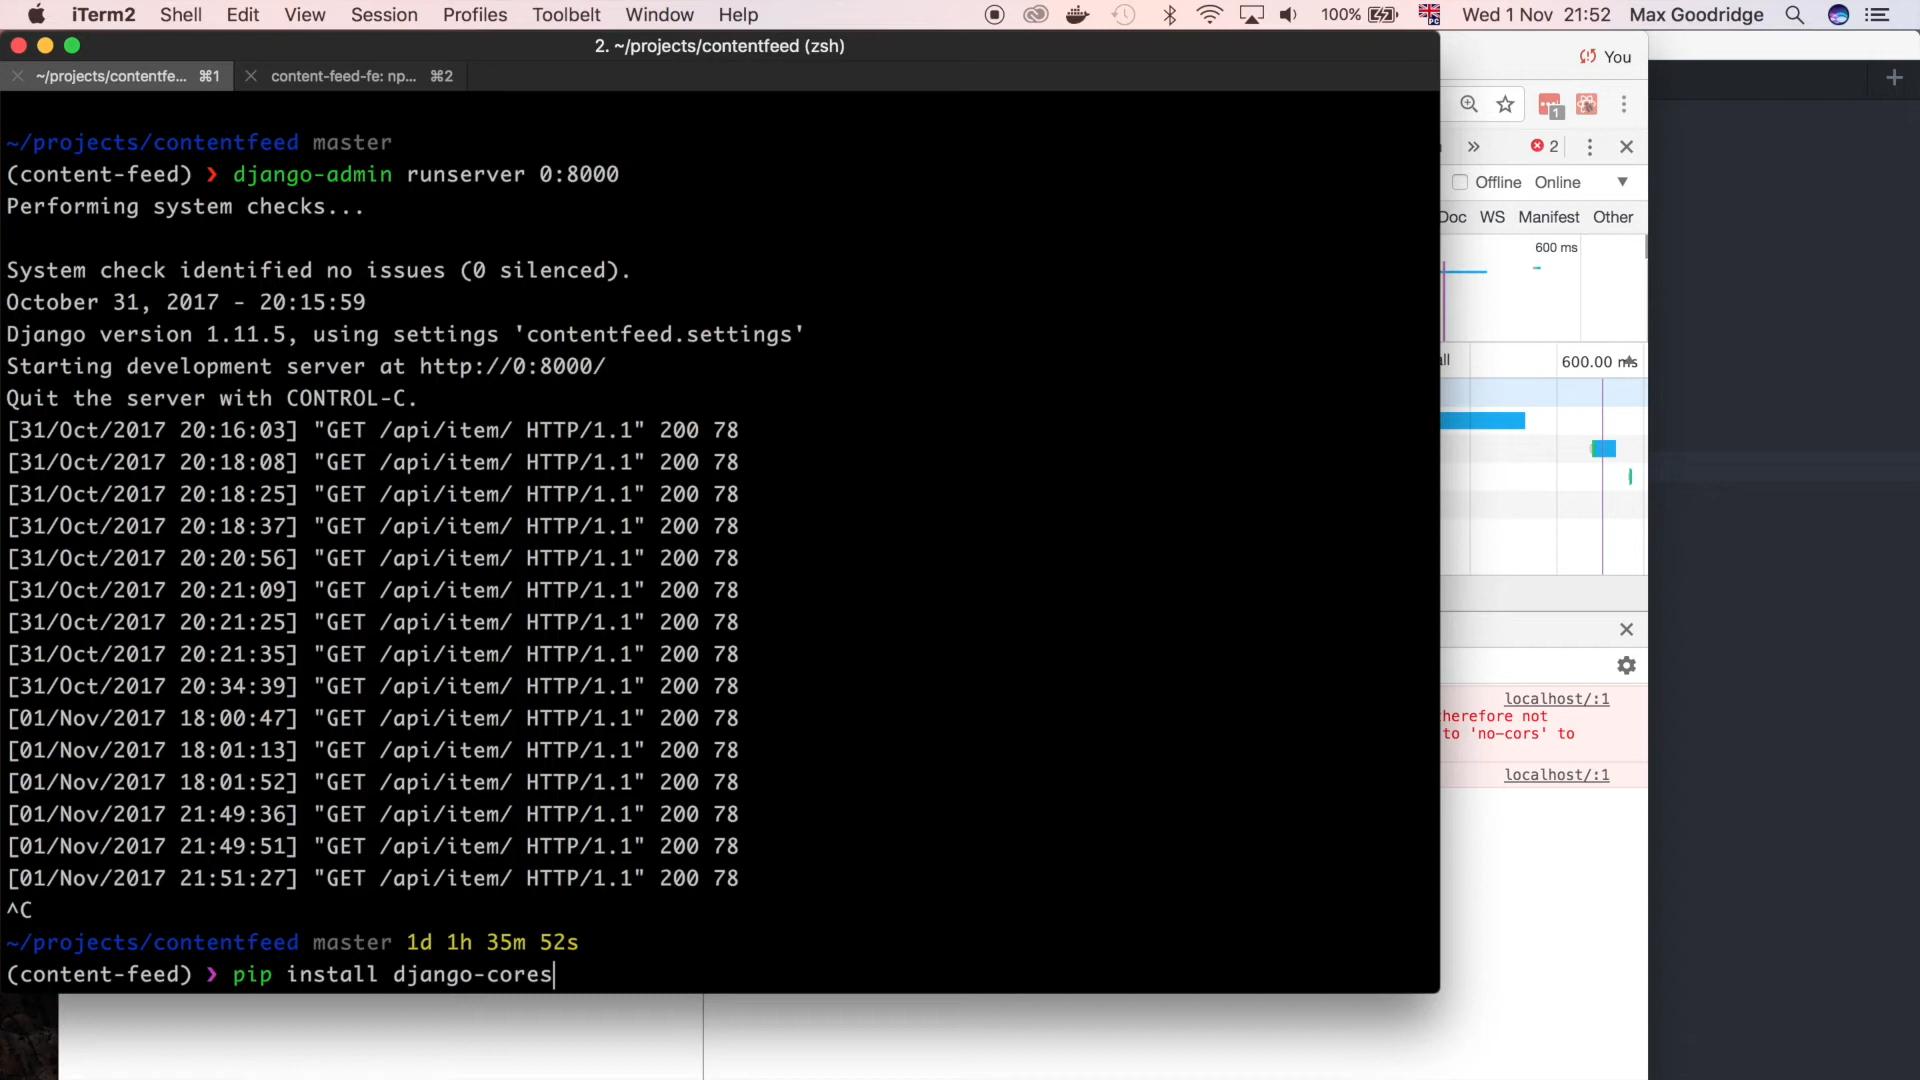 iTerm2 Shell Edit View Session Profiles Toolbelt Window Help 100% Wed 1 Nov 21:52 Max Goodridge
2. ~/projects/contentfeed (zsh)
~/projects/contentfe... ⌘1 content-feed-fe: np... ⌘2
You
1
2
Offline Online
Doc WS Manifest Other
600 ms
all 600.00 ms
localhost/:1
herefore not
to 'no-cors' to
localhost/:1
~/projects/contentfeed master
(content-feed) ❯ django-admin runserver 0:8000
Performing system checks...
System check identified no issues (0 silenced).
October 31, 2017 - 20:15:59
Django version 1.11.5, using settings 'contentfeed.settings'
Starting development server at http://0:8000/
Quit the server with CONTROL-C.
[31/Oct/2017 20:16:03] "GET /api/item/ HTTP/1.1" 200 78
[31/Oct/2017 20:18:08] "GET /api/item/ HTTP/1.1" 200 78
[31/Oct/2017 20:18:25] "GET /api/item/ HTTP/1.1" 200 78
[31/Oct/2017 20:18:37] "GET /api/item/ HTTP/1.1" 200 78
[31/Oct/2017 20:20:56] "GET /api/item/ HTTP/1.1" 200 78
[31/Oct/2017 20:21:09] "GET /api/item/ HTTP/1.1" 200 78
[31/Oct/2017 20:21:25] "GET /api/item/ HTTP/1.1" 200 78
[31/Oct/2017 20:21:35] "GET /api/item/ HTTP/1.1" 200 78
[31/Oct/2017 20:34:39] "GET /api/item/ HTTP/1.1" 200 78
[01/Nov/2017 18:00:47] "GET /api/item/ HTTP/1.1" 200 78
[01/Nov/2017 18:01:13] "GET /api/item/ HTTP/1.1" 200 78
[01/Nov/2017 18:01:52] "GET /api/item/ HTTP/1.1" 200 78
[01/Nov/2017 21:49:36] "GET /api/item/ HTTP/1.1" 200 78
[01/Nov/2017 21:49:51] "GET /api/item/ HTTP/1.1" 200 78
[01/Nov/2017 21:51:27] "GET /api/item/ HTTP/1.1" 200 78
^C
~/projects/contentfeed master 1d 1h 35m 52s
(content-feed) ❯ pip install django-cores